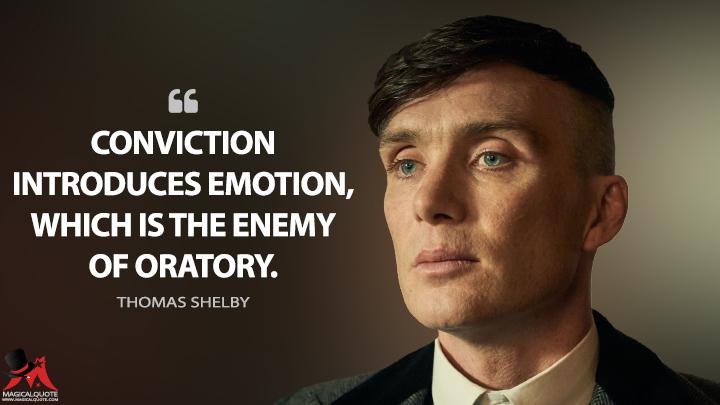 ❝
CONVICTION
INTRODUCES EMOTION,
WHICH IS THE ENEMY
OF ORATORY.
THOMAS SHELBY
MAGICALQUOTE
WWW.MAGICALQUOTE.COM